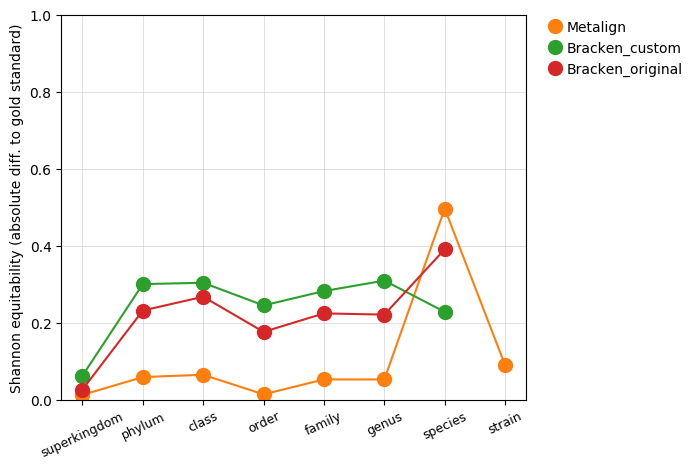 Shannon equitability (absolute diff. to gold standard)
1.0
0.8
0.6
0.4
0.2
0.0
superkingdom
phylum
class
order
family
genus
species
strain
Metalign
Bracken_custom
Bracken_original